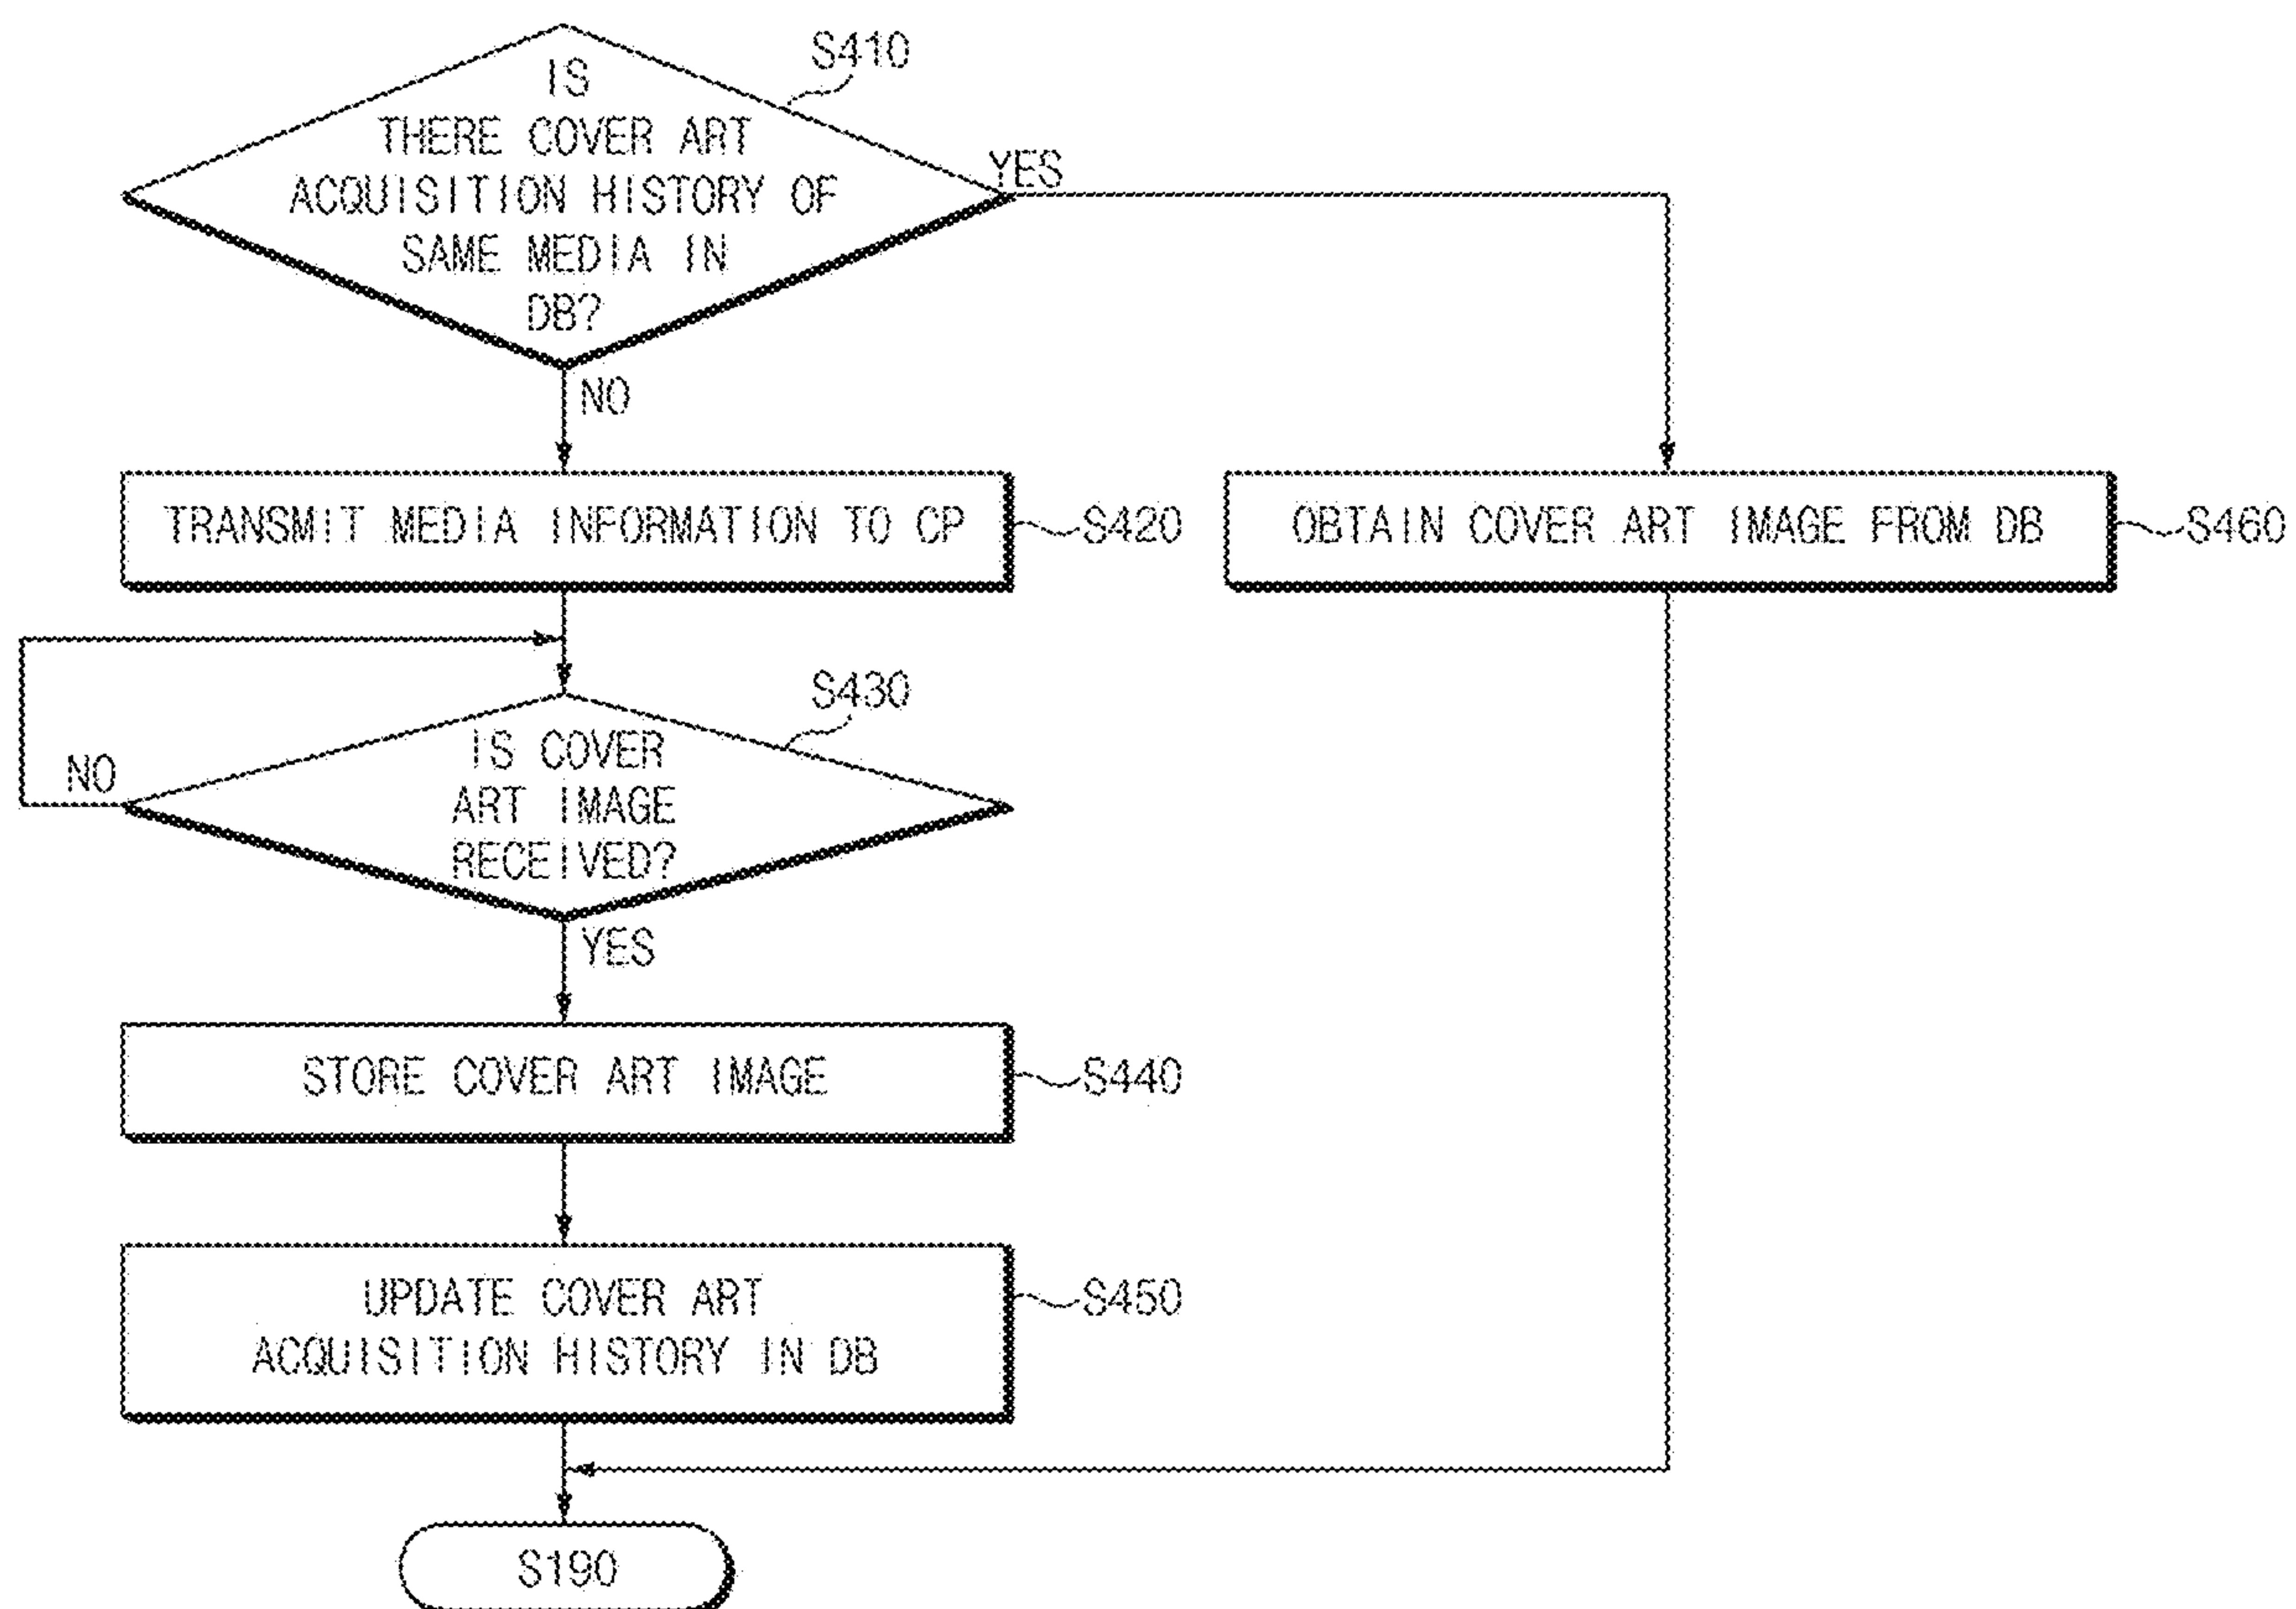 S410
IS
THERE COVER ART
ACQUISITION HISTORY OF
SAME MEDIA IN
DB?
YES
NO
TRANSMIT MEDIA INFORMATION TO CP
S420
OBTAIN COVER ART IMAGE FROM DB
S460
S430
IS COVER
ART IMAGE
RECEIVED?
NO
YES
STORE COVER ART IMAGE
S440
UPDATE COVER ART
ACQUISITION HISTORY IN DB
S450
S190